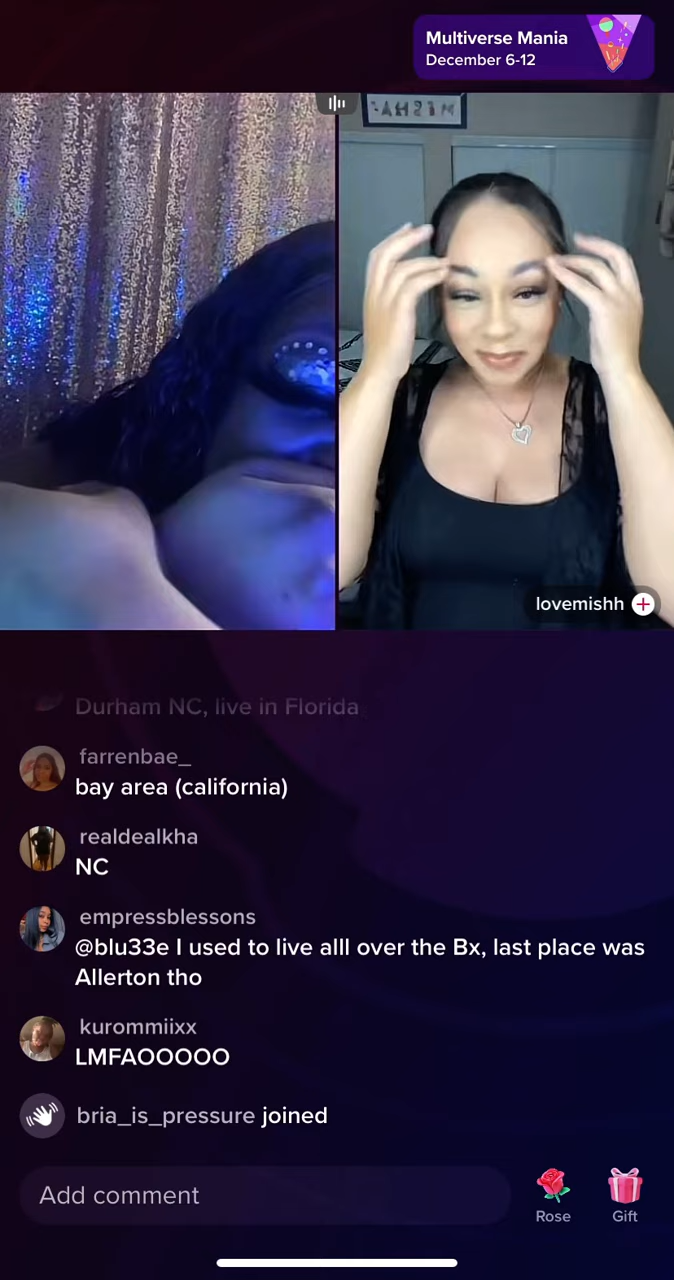 Multiverse Mania
December 6-12
lovemishh
Durham NC, live in Florida
farrenbae_
bay area (california)
realdealkha
NC
empressblessons
@blu33e I used to live alll over the Bx, last place was
Allerton tho
kurommiixx
LMFAOOOOO
bria_is_pressure joined
Add comment
Rose
Gift